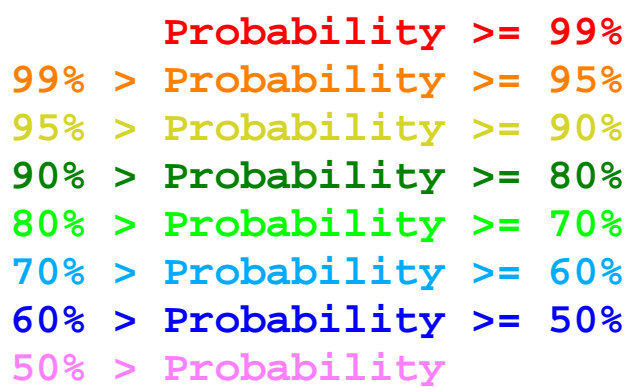 Probability >= 99%
99% > Probability >= 95%
95% > Probability >= 90%
90% > Probability >= 80%
80% > Probability >= 70%
70% > Probability >= 60%
60% > Probability >= 50%
50% > Probability